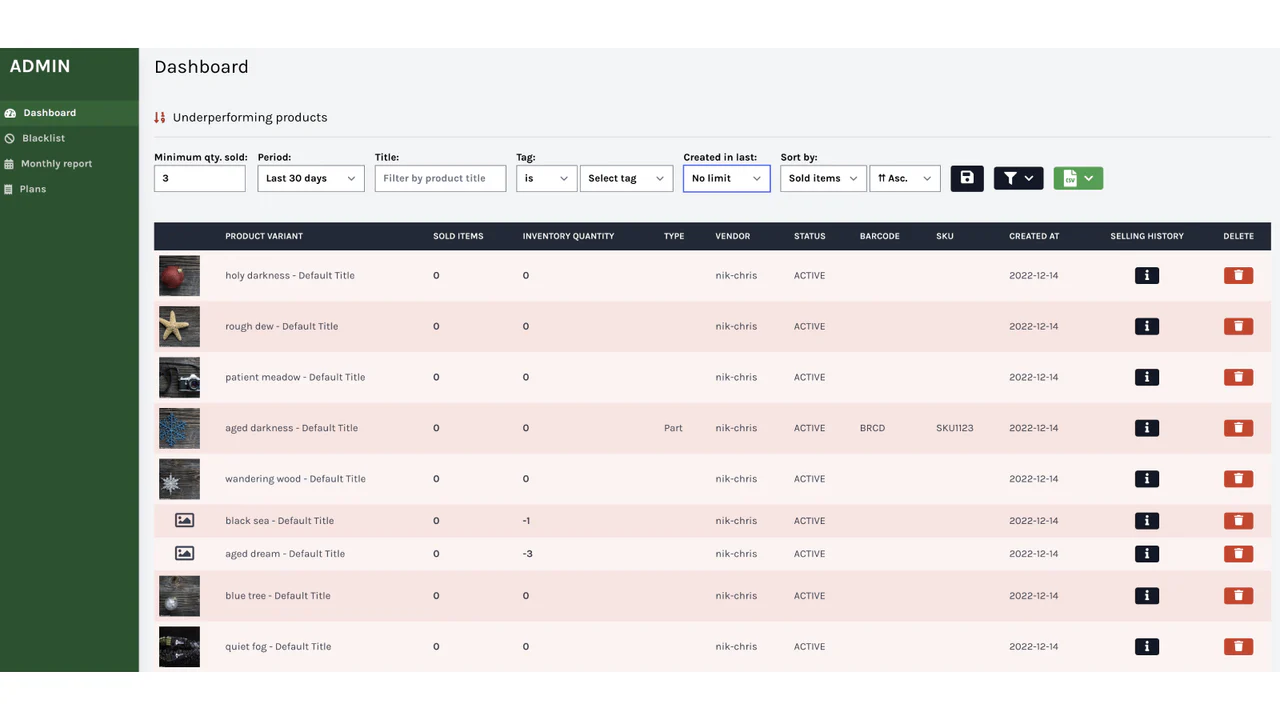 ADMIN
Dashboard
Blacklist
Monthly report
Plans
Dashboard
Underperforming products
Minimum qty. sold: Period: Title: Tag: Created in last: Sort by:
3 Last 30 days Filter by product title is Select tag No limit Sold items Asc. CSV
PRODUCT VARIANT SOLD ITEMS INVENTORY QUANTITY TYPE VENDOR STATUS BARCODE SKU CREATED AT SELLING HISTORY DELETE
holy darkness - Default Title 0 0 nik-chris ACTIVE 2022-12-14
rough dew - Default Title 0 0 nik-chris ACTIVE 2022-12-14
patient meadow - Default Title 0 0 nik-chris ACTIVE 2022-12-14
aged darkness - Default Title 0 0 Part nik-chris ACTIVE BRCD SKU1123 2022-12-14
wandering wood - Default Title 0 0 nik-chris ACTIVE 2022-12-14
black sea - Default Title 0 -1 nik-chris ACTIVE 2022-12-14
aged dream - Default Title 0 -3 nik-chris ACTIVE 2022-12-14
blue tree - Default Title 0 0 nik-chris ACTIVE 2022-12-14
quiet fog - Default Title 0 0 nik-chris ACTIVE 2022-12-14